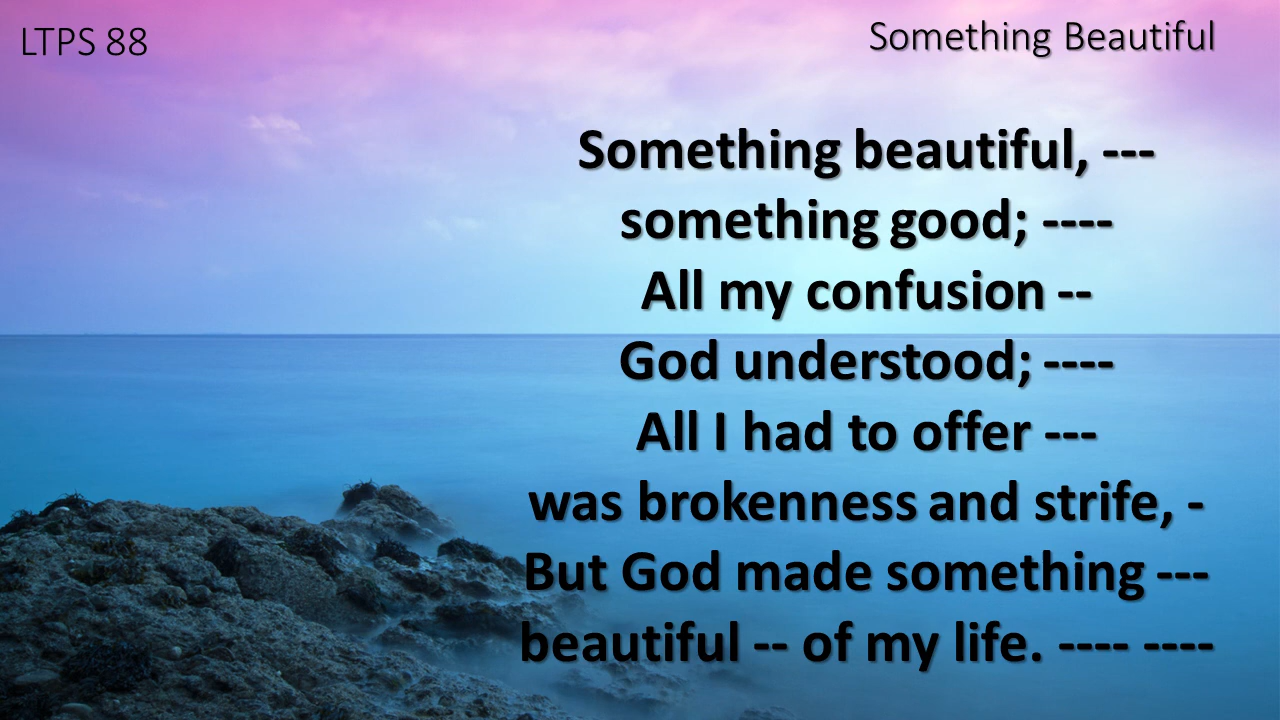 LTPS 88
Something Beautiful
Something beautiful, ---
something good; ----
All my confusion --
God understood; ----
All I had to offer ---
was brokenness and strife, -
But God made something ---
beautiful -- of my life. ---- ----